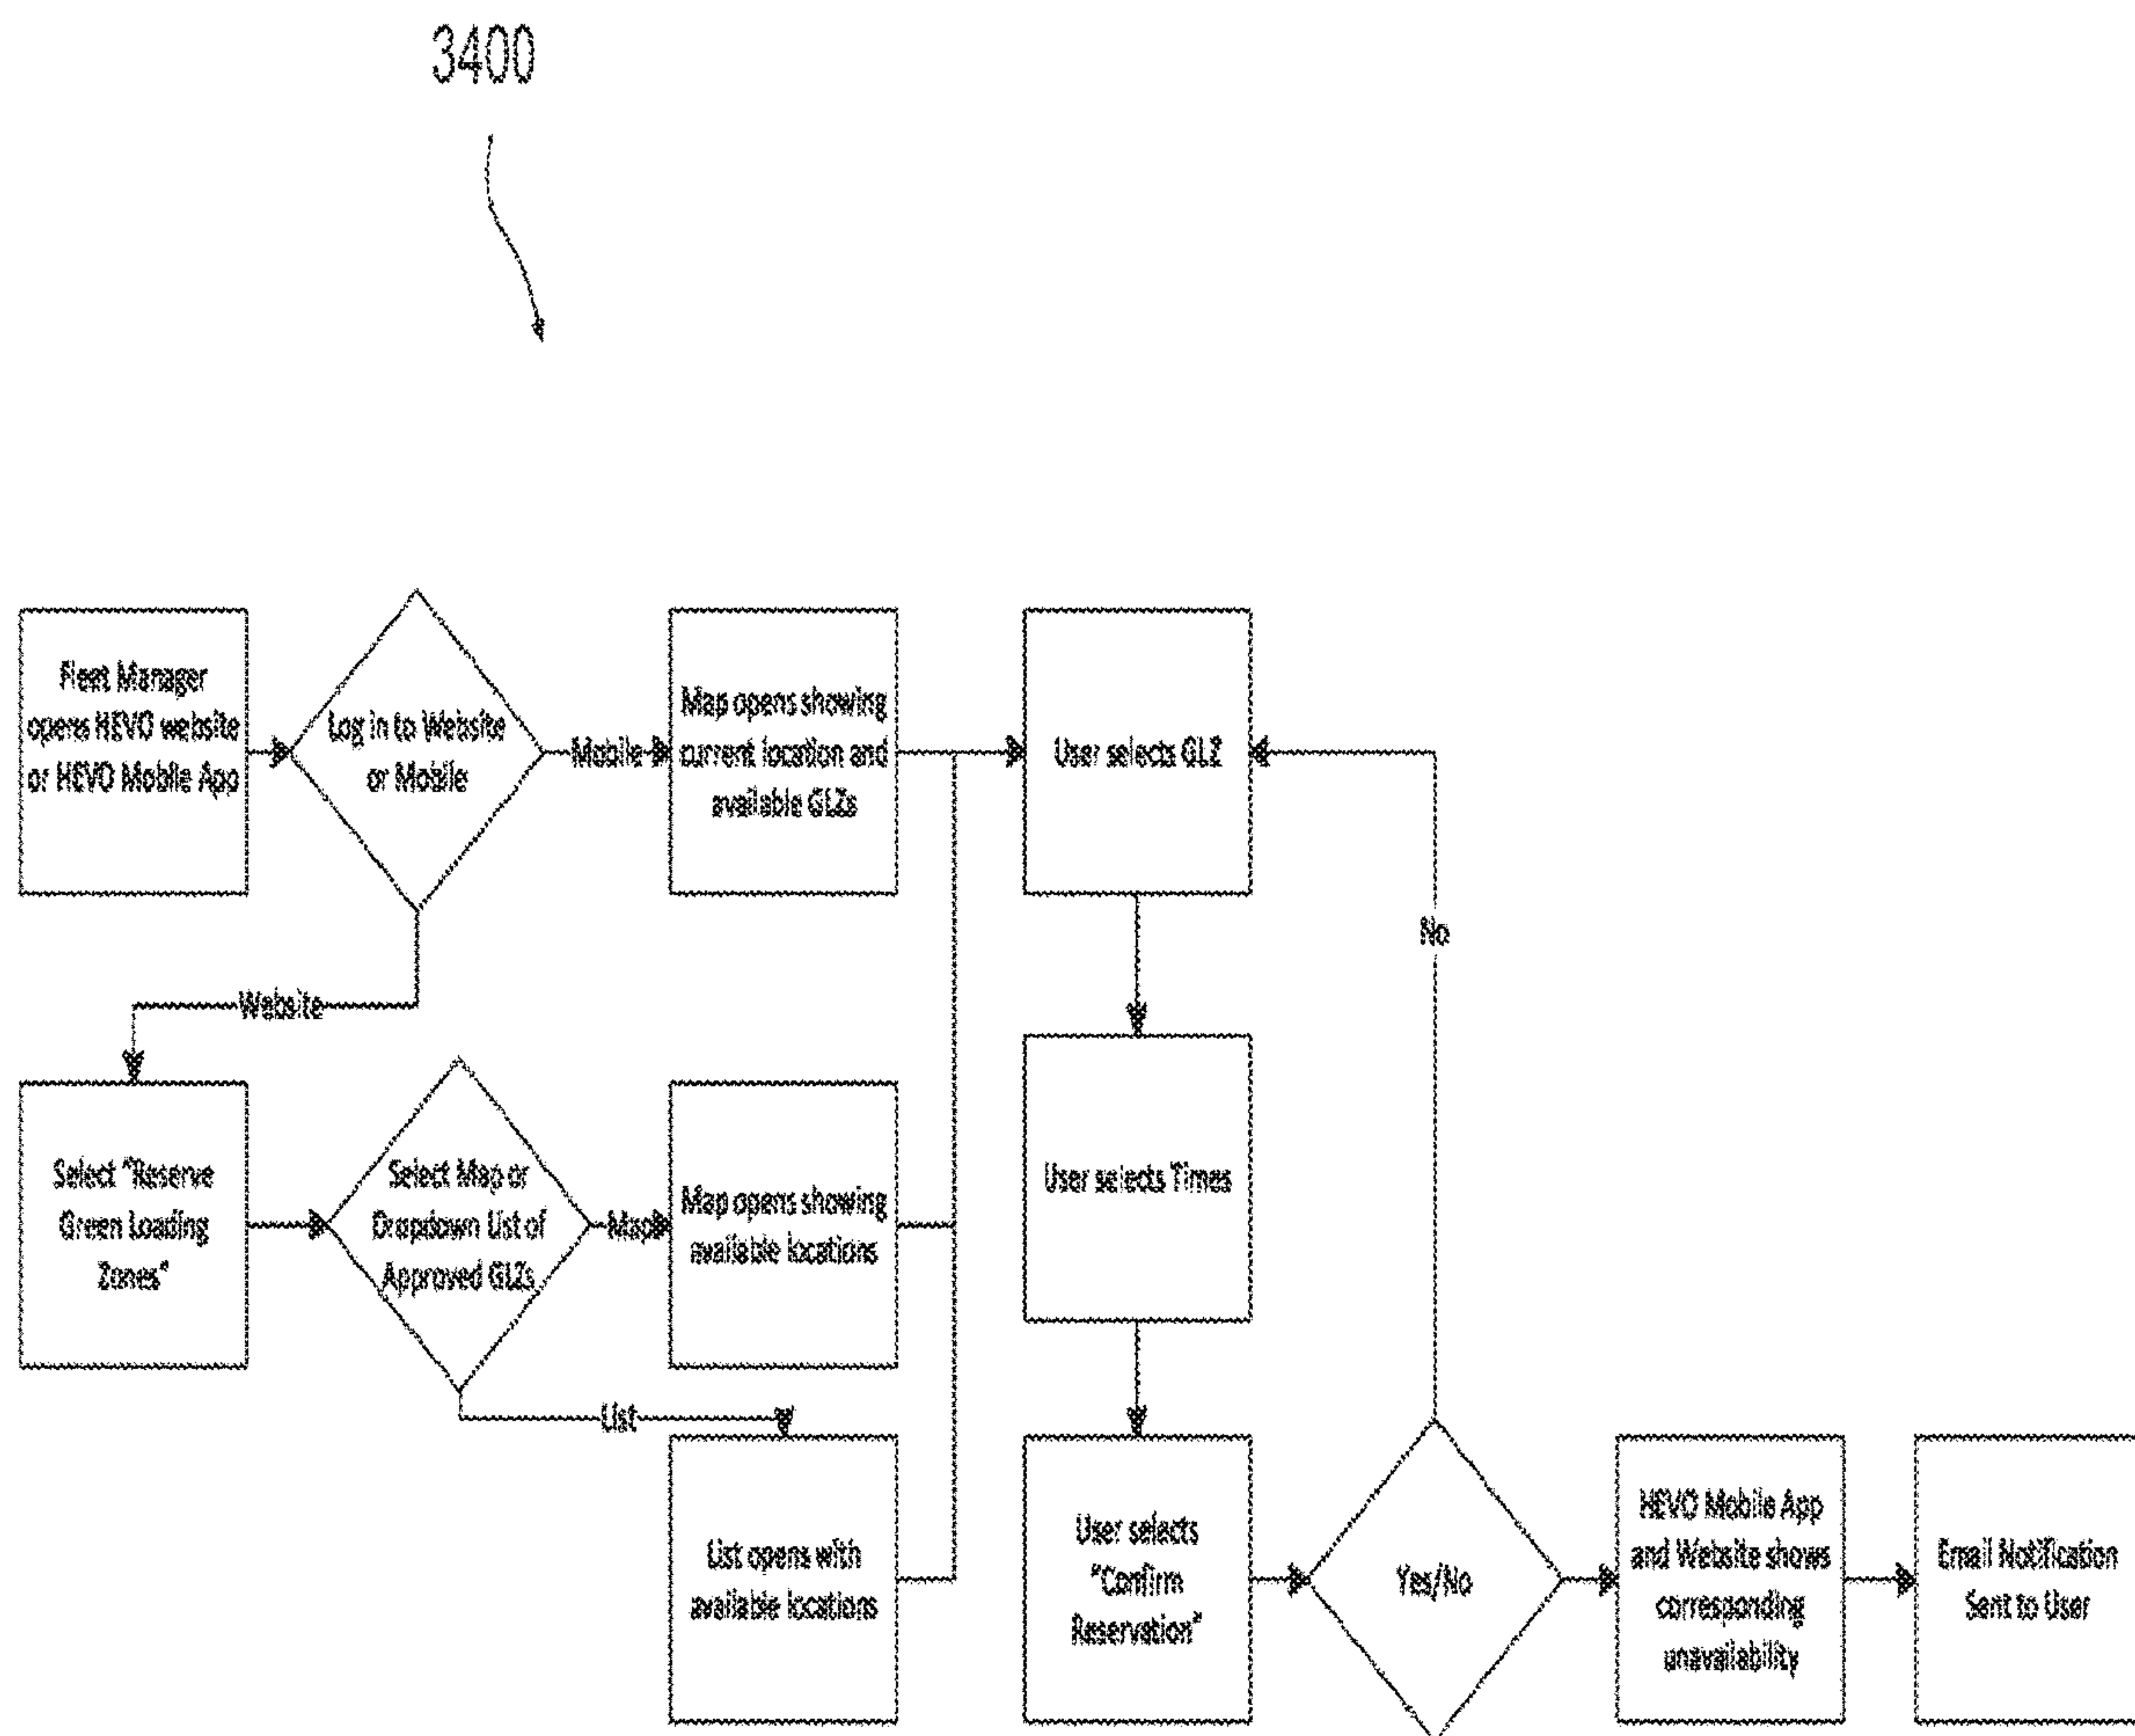 3400
Fleet Manager
opens HEVO website
or HEVO Mobile App
Log in to Website
or Mobile
Mobile
Map opens showing
current location and
available GLZs
User selects GLZ
No
Website
Select "Reserve
Green Loading
Zones"
Select Map or
Dropdown List of
Approved GLZs
Map
Map opens showing
available locations
User selects Times
List
List opens with
available locations
User selects
"Confirm
Reservation"
Yes/No
HEVO Mobile App
and Website shows
corresponding
unavailability
Email Notification
Sent to User